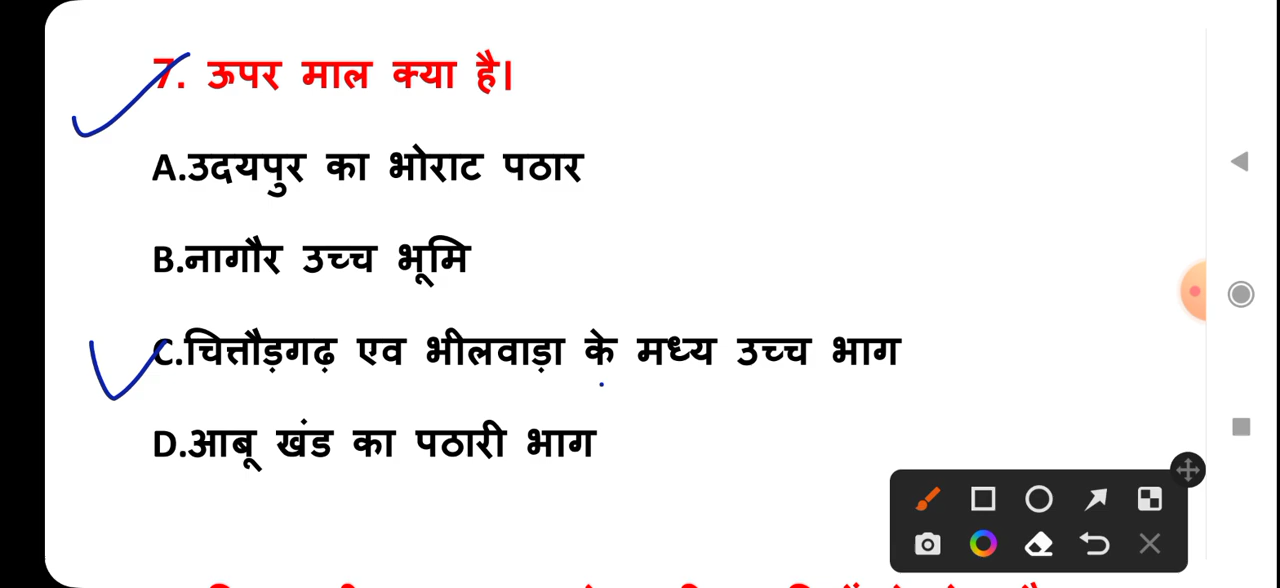 7. ऊपर माल क्या है।
A.उदयपुर का भोराट पठार
B.नागौर उच्च भूमि
C.चित्तौड़गढ़ एव भीलवाड़ा के मध्य उच्च भाग
D.आबू खंड का पठारी भाग